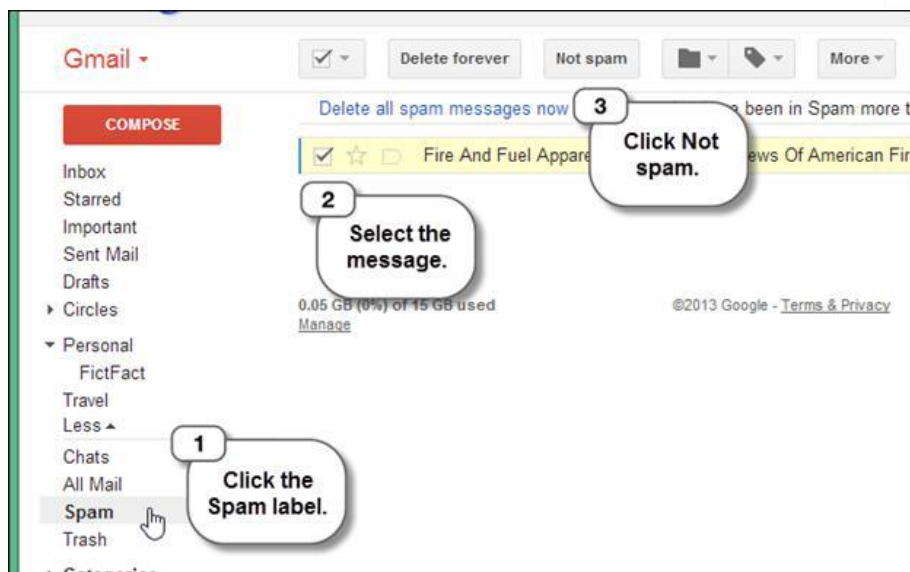 Gmail
Delete forever
Not spam
More
COMPOSE
Delete all spam messages now
been in Spam more t
Fire And Fuel Appare
ews Of American Fir
3
Click Not
spam.
2
Select the
message.
Inbox
Starred
Important
Sent Mail
Drafts
Circles
Personal
FictFact
Travel
Less
Chats
All Mail
Spam
Trash
0.05 GB (0%) of 15 GB used
Manage
©2013 Google - Terms & Privacy
1
Click the
Spam label.